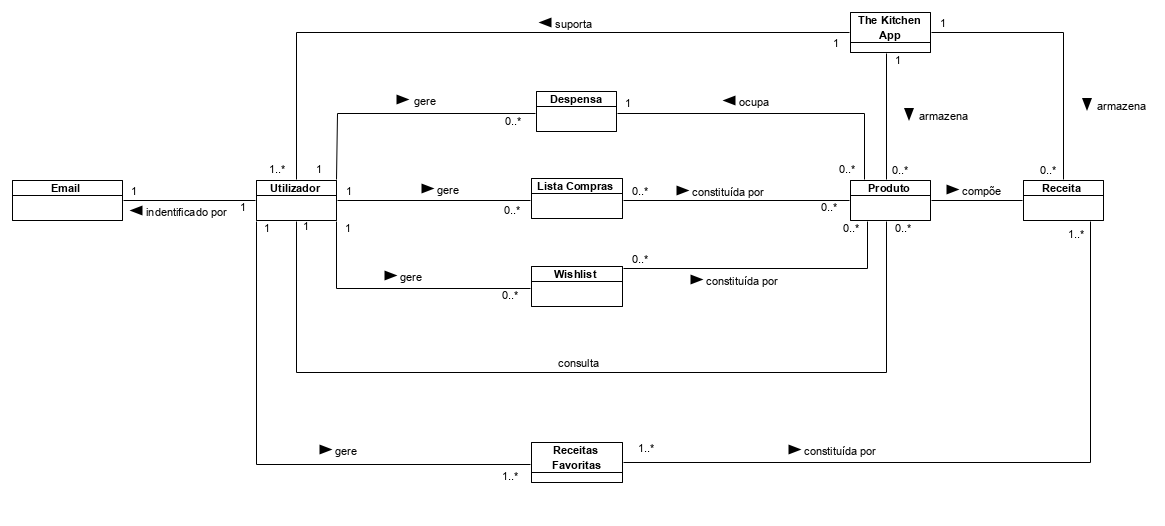 The Kitchen
App
suporta
1
1
1
gere
Despensa
1
ocupa
armazena
armazena
0..*
1..*
1
0..*
0..*
0..*
Email
1
Utilizador
1
gere
Lista Compras
0..*
constituída por
Produto
compõe
Receita
indentificado por
1
0..*
0..*
1
1
1
0..*
0..*
1..*
0..*
Wishlist
gere
constituída por
0..*
consulta
gere
Receitas
Favoritas
1..*
constituída por
1..*